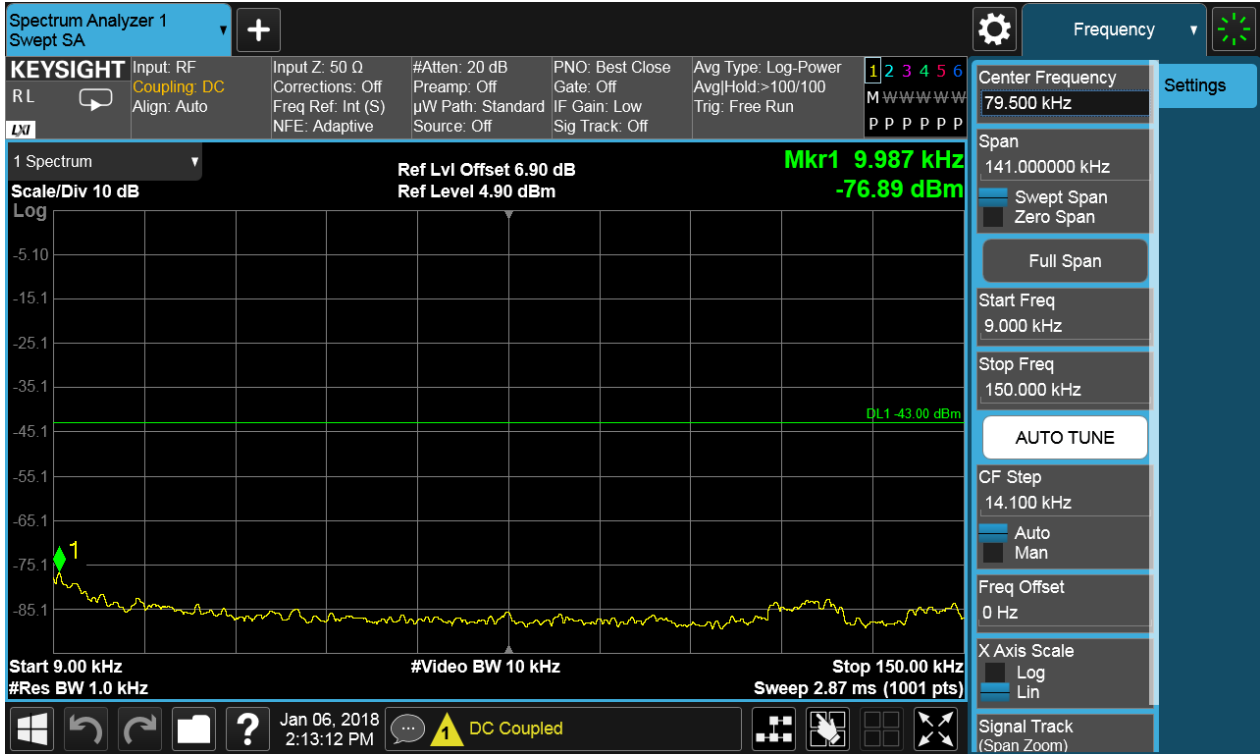 Spectrum Analyzer 1
Swept SA
Frequency
KEYSIGHT
RL
LXI
Input: RF
Coupling: DC
Align: Auto
Input Z: 50 Ω
Corrections: Off
Freq Ref: Int (S)
NFE: Adaptive
#Atten: 20 dB
Preamp: Off
µW Path: Standard
Source: Off
PNO: Best Close
Gate: Off
IF Gain: Low
Sig Track: Off
Avg Type: Log-Power
Avg|Hold:>100/100
Trig: Free Run
1 2 3 4 5 6
M W W W W W
P P P P P P
1 Spectrum
Scale/Div 10 dB
Ref Lvl Offset 6.90 dB
Ref Level 4.90 dBm
Mkr1 9.987 kHz
-76.89 dBm
Log
-5.10
-15.1
-25.1
-35.1
DL1 -43.00 dBm
-45.1
-55.1
-65.1
1
-75.1
-85.1
Start 9.00 kHz
#Video BW 10 kHz
Stop 150.00 kHz
#Res BW 1.0 kHz
Sweep 2.87 ms (1001 pts)
Center Frequency
79.500 kHz
Span
141.000000 kHz
Swept Span
Zero Span
Full Span
Start Freq
9.000 kHz
Stop Freq
150.000 kHz
AUTO TUNE
CF Step
14.100 kHz
Auto
Man
Freq Offset
0 Hz
X Axis Scale
Log
Lin
Signal Track
(Span Zoom)
Settings
?
Jan 06, 2018
2:13:12 PM
1
DC Coupled